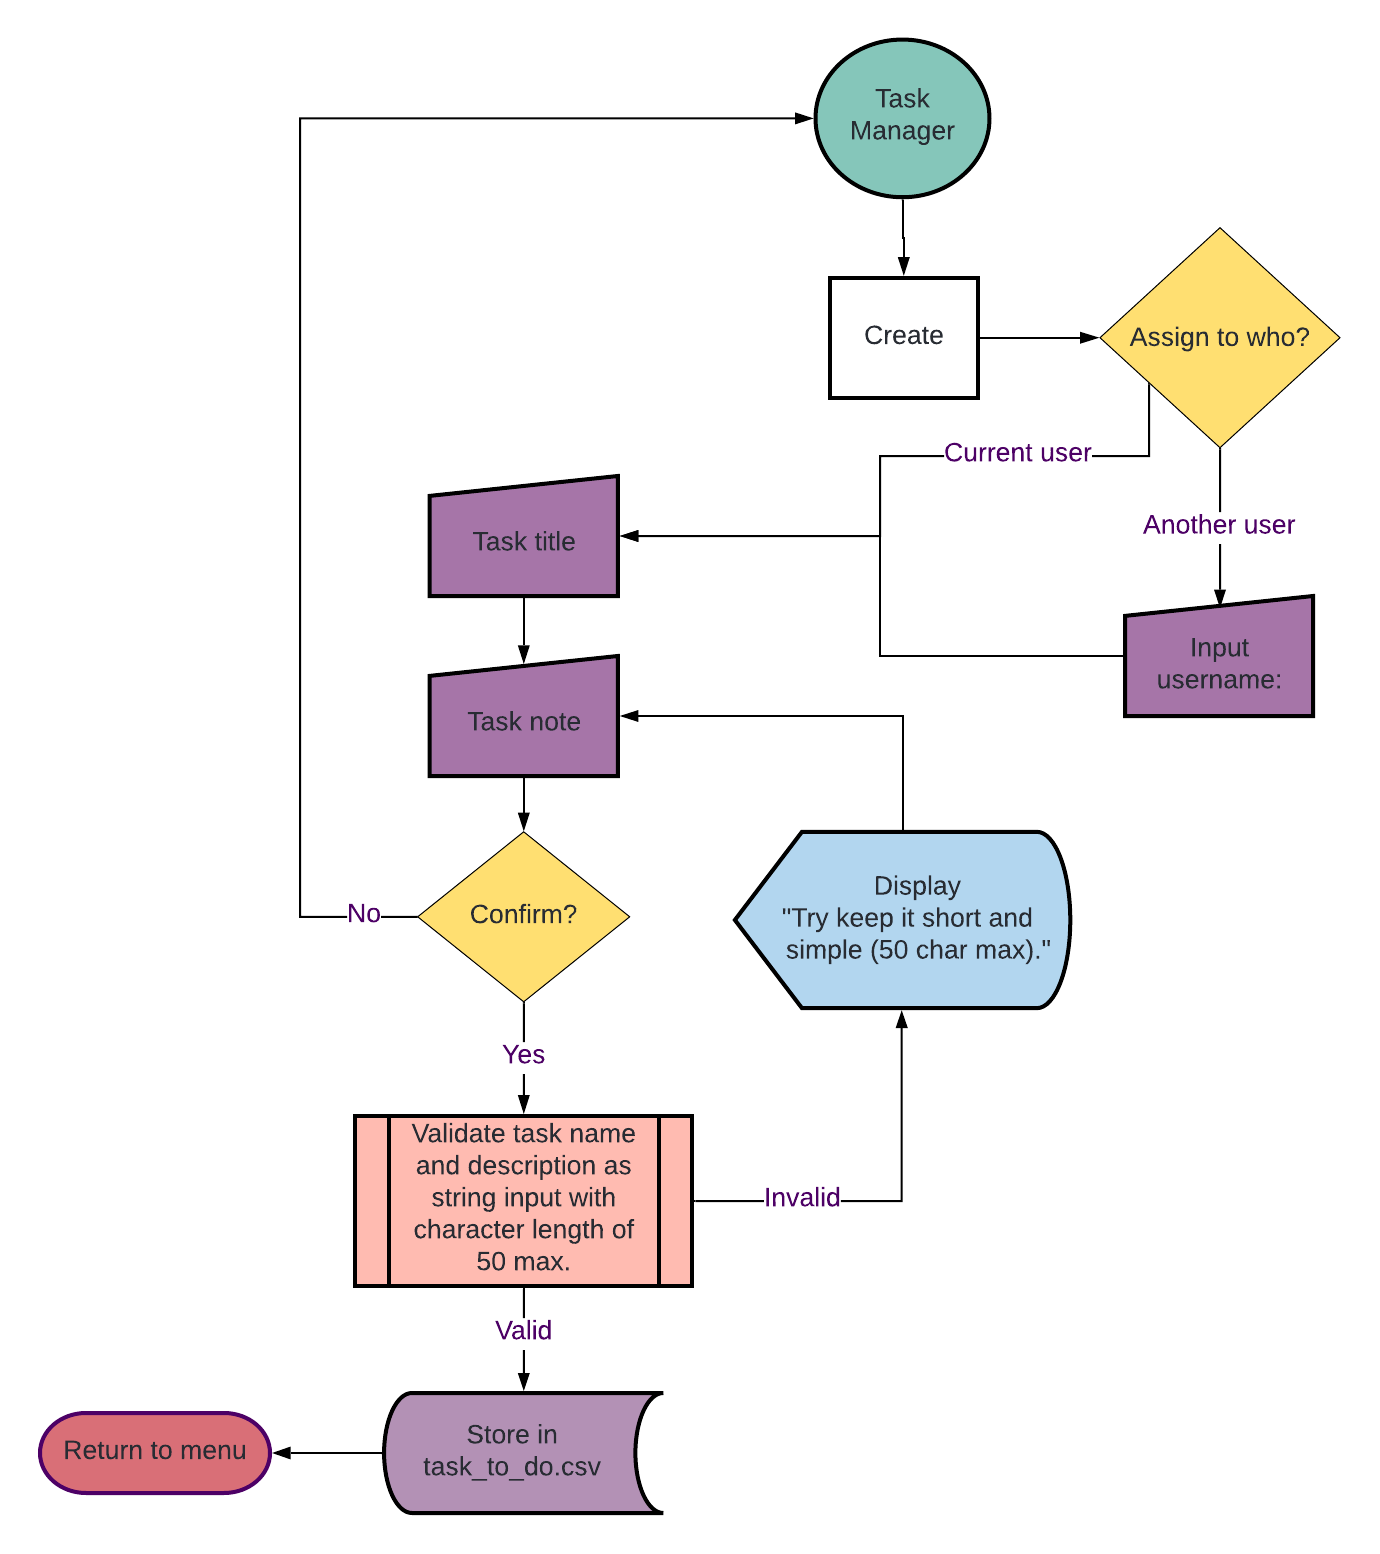 Task
Manager
Create
Assign to who?
Current user
Another user
Task title
Input
username:
Task note
Display
"Try keep it short and
simple (50 char max)."
No
Confirm?
Yes
Validate task name
and description as
string input with
character length of
50 max.
Invalid
Valid
Store in
task_to_do.csv
Return to menu